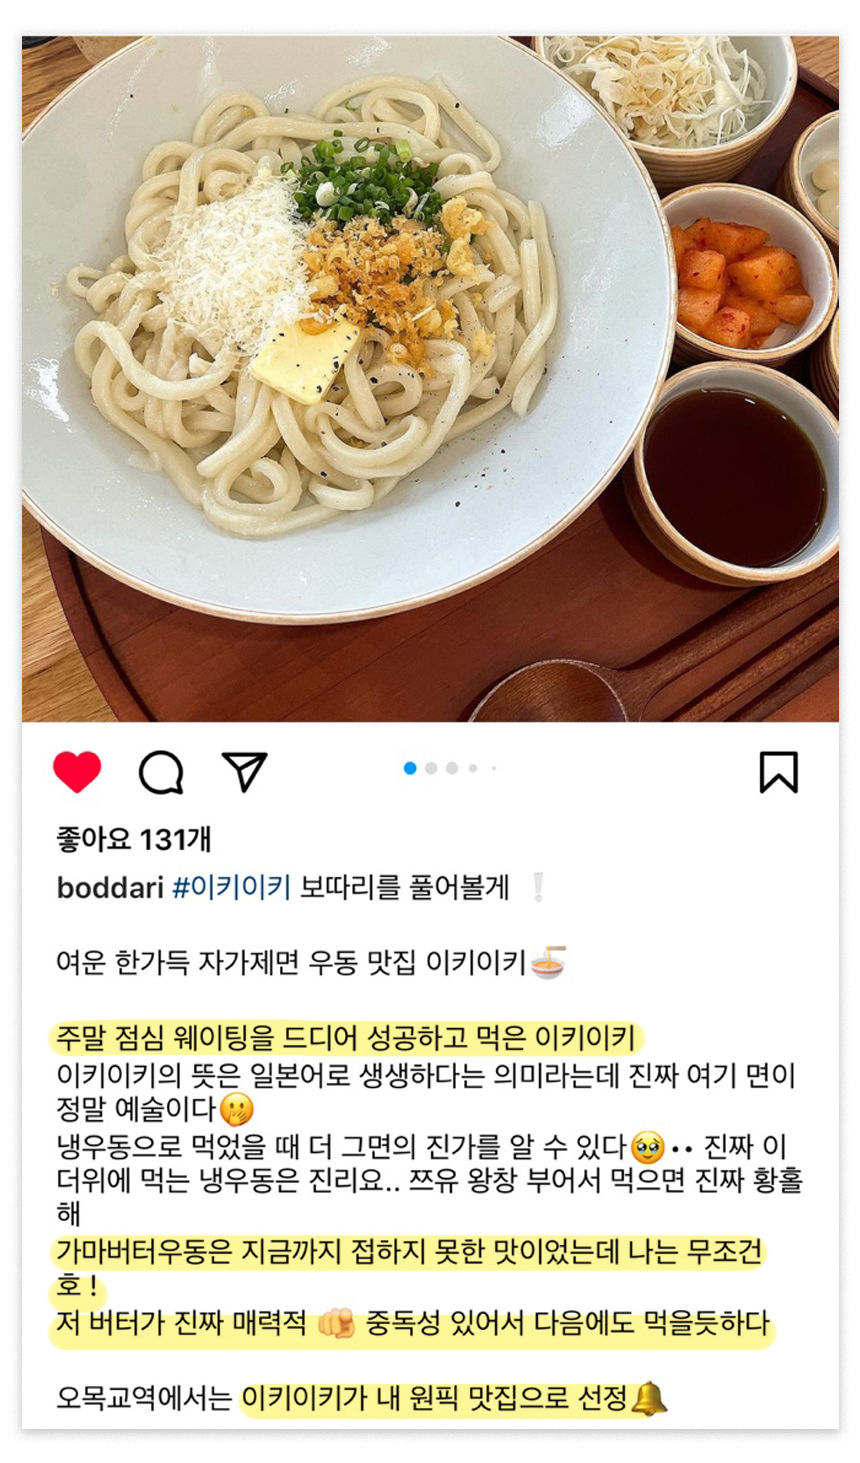 좋아요 131개
boddari #이키이키 보따리를 풀어볼게 ❕
여운 한가득 자가제면 우동 맛집 이키이키🍜
주말 점심 웨이팅을 드디어 성공하고 먹은 이키이키
이키이키의 뜻은 일본어로 생생하다는 의미라는데 진짜 여기 면이
정말 예술이다🫢
냉우동으로 먹었을 때 더 그면의 진가를 알 수 있다🥹.. 진짜 이
더위에 먹는 냉우동은 진리요.. 쯔유 왕창 부어서 먹으면 진짜 황홀
해
가마버터우동은 지금까지 접하지 못한 맛이었는데 나는 무조건
호 !
저 버터가 진짜 매력적 🫵🏻 중독성 있어서 다음에도 먹을듯하다
오목교역에서는 이키이키가 내 원픽 맛집으로 선정🔔